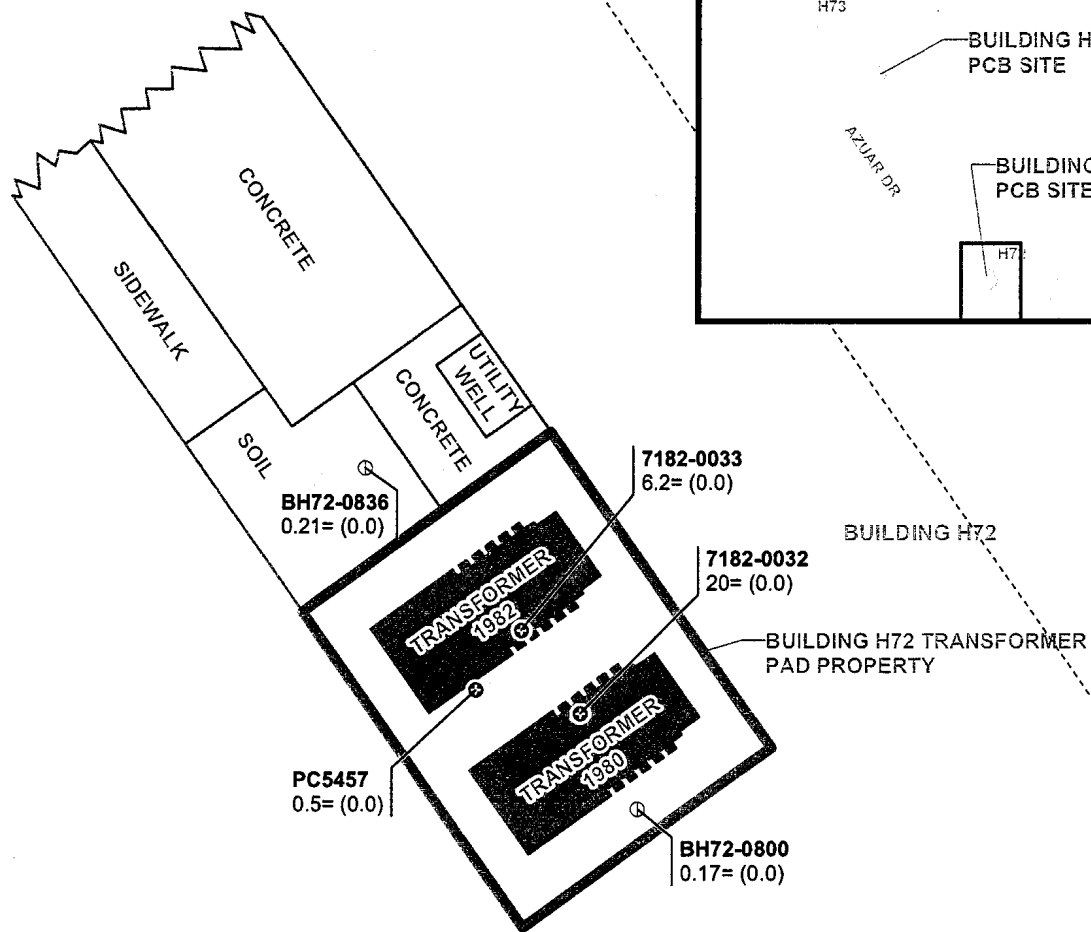 H73
BUILDING H
PCB SITE
AZUAR DR
BUILDING
PCB SITE
CONCRETE
SIDEWALK
UTILITY
WELL
CONCRETE
SOIL
7182-0033
6.2= (0.0)
BH72-0836
0.21= (0.0)
BUILDING H72
7182-0032
20= (0.0)
TRANSFORMER
1982
BUILDING H72 TRANSFORMER
PAD PROPERTY
TRANSFORMER
1980
PC5457
0.5= (0.0)
BH72-0800
0.17= (0.0)